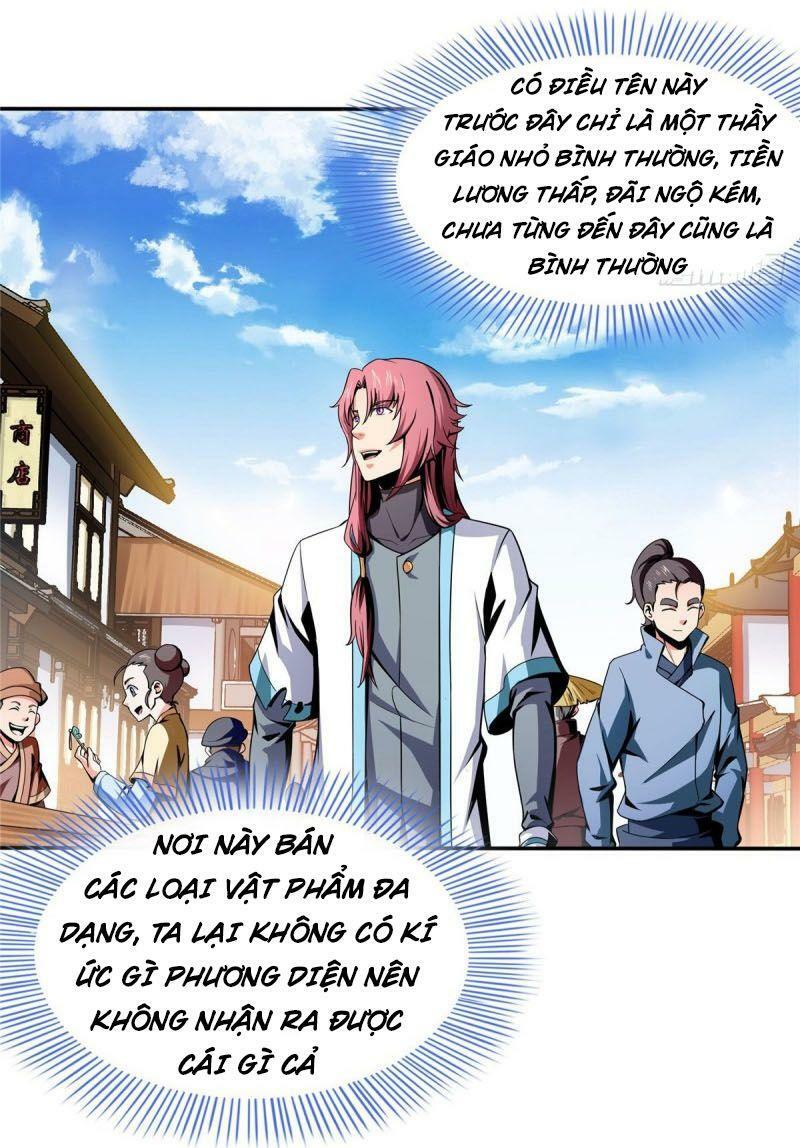 CÓ ĐIỀU TÊN NÀY
TRƯỚC ĐÂY CHỈ LÀ MỘT THẦY
GIÁO NHỎ BÌNH THƯỜNG, TIỀN
LƯƠNG THẤP, ĐÃI NGỘ KÉM,
CHƯA TỪNG ĐẾN ĐÂY CŨNG LÀ
BÌNH THƯỜNG
商
店
NƠI NÀY BÁN
CÁC LOẠI VẬT PHẨM ĐA
DẠNG, TA LẠI KHÔNG CÓ KÍ
ỨC GÌ PHƯƠNG DIỆN NÊN
KHÔNG NHẬN RA ĐƯỢC
CÁI GÌ CẢ